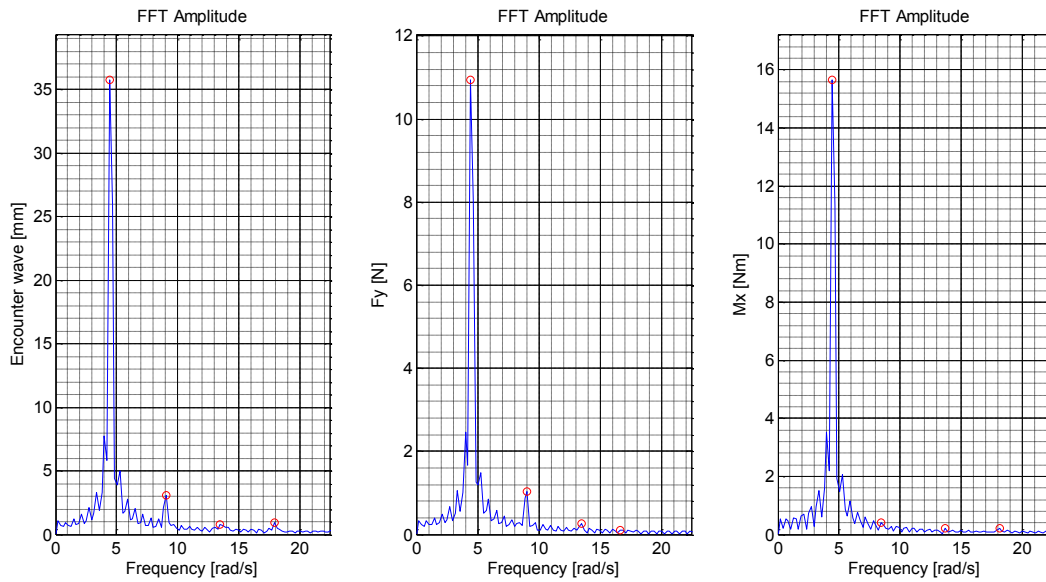 FFT Amplitude
Encounter wave [mm]
35
30
25
20
15
10
5
0
0 5 10 15 20
Frequency [rad/s]
FFT Amplitude
Fy [N]
12
10
8
6
4
2
0
0 5 10 15 20
Frequency [rad/s]
FFT Amplitude
Mx [Nm]
16
14
12
10
8
6
4
2
0
0 5 10 15 20
Frequency [rad/s]